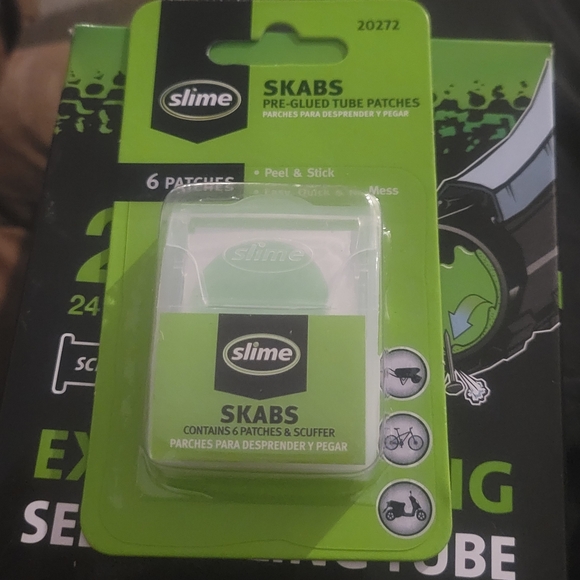 20272
slime
SKABS
PRE-GLUED TUBE PATCHES
PARCHES PARA DESPRENDER Y PEGAR
6 PATCHES
• Peel & Stick
Mess
slime
24
slime
SKABS
CONTAINS 6 PATCHES & SCUFFER
PARCHES PARA DESPRENDER Y PEGAR
TUBE